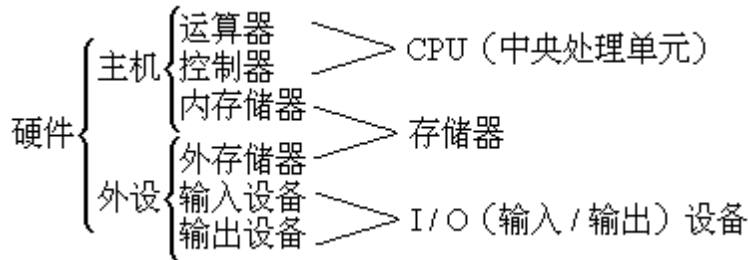 运算器
CPU（中央处理单元）
主机
控制器
内存储器
硬件
存储器
外存储器
外设
输入设备
I/O（输入/输出）设备
输出设备